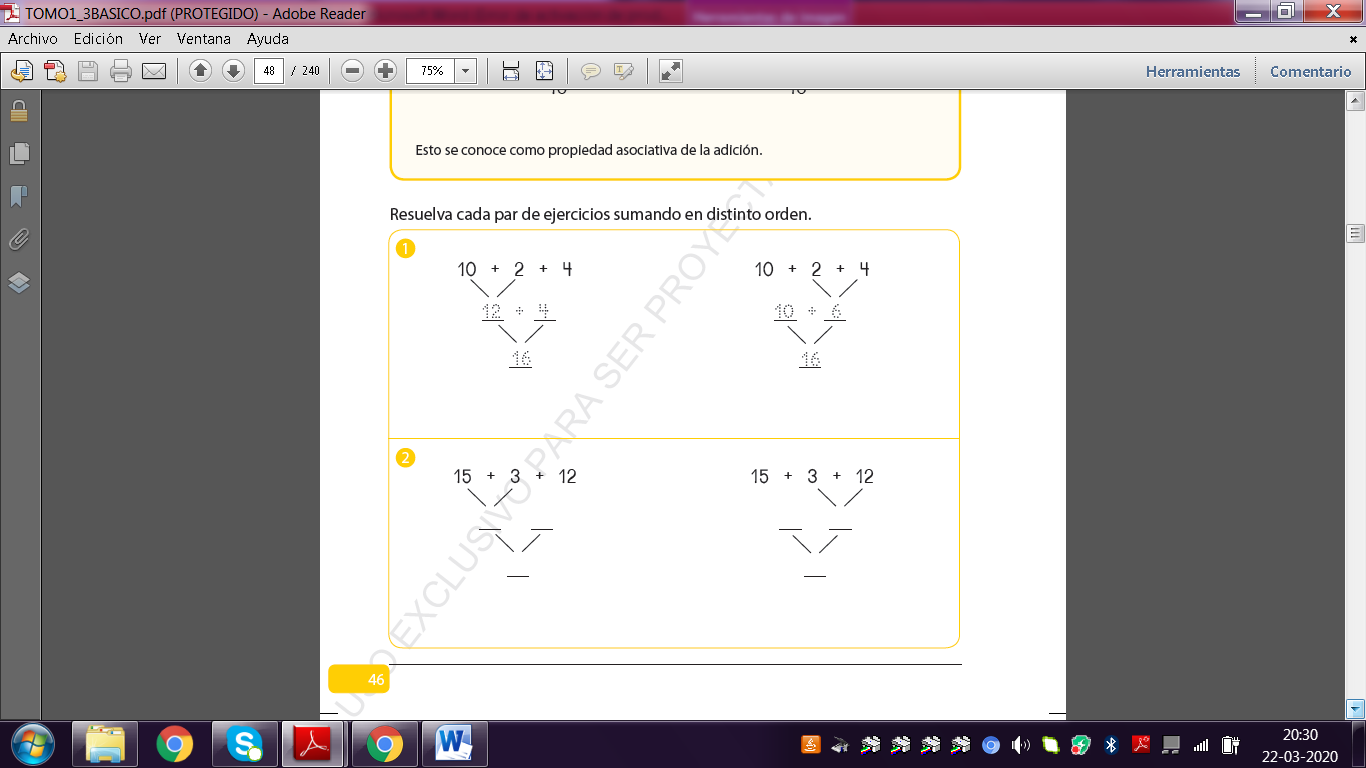 TOMO1_3BASICO.pdf (PROTEGIDO) - Adobe Reader
Archivo Edición Ver Ventana Ayuda
48 / 240 75% Herramientas Comentario
Esto se conoce como propiedad asociativa de la adición.
Resuelva cada par de ejercicios sumando en distinto orden.
1
10 + 2 + 4 10 + 2 + 4
12 + 4 10 + 6
16 16
2
15 + 3 + 12 15 + 3 + 12
USO EXCLUSIVO PARA SER PROYECTA
46
20:30
22-03-2020